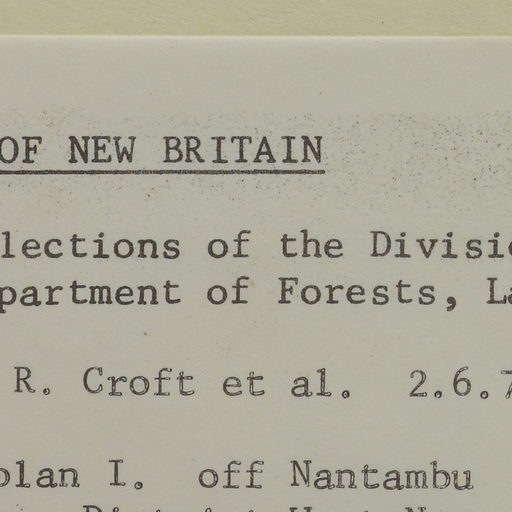 OF NEW BRITAIN
lections of the Divisi
partment of Forests, La
R. Croft et al. 2.6.7
olan I. off Nantambu